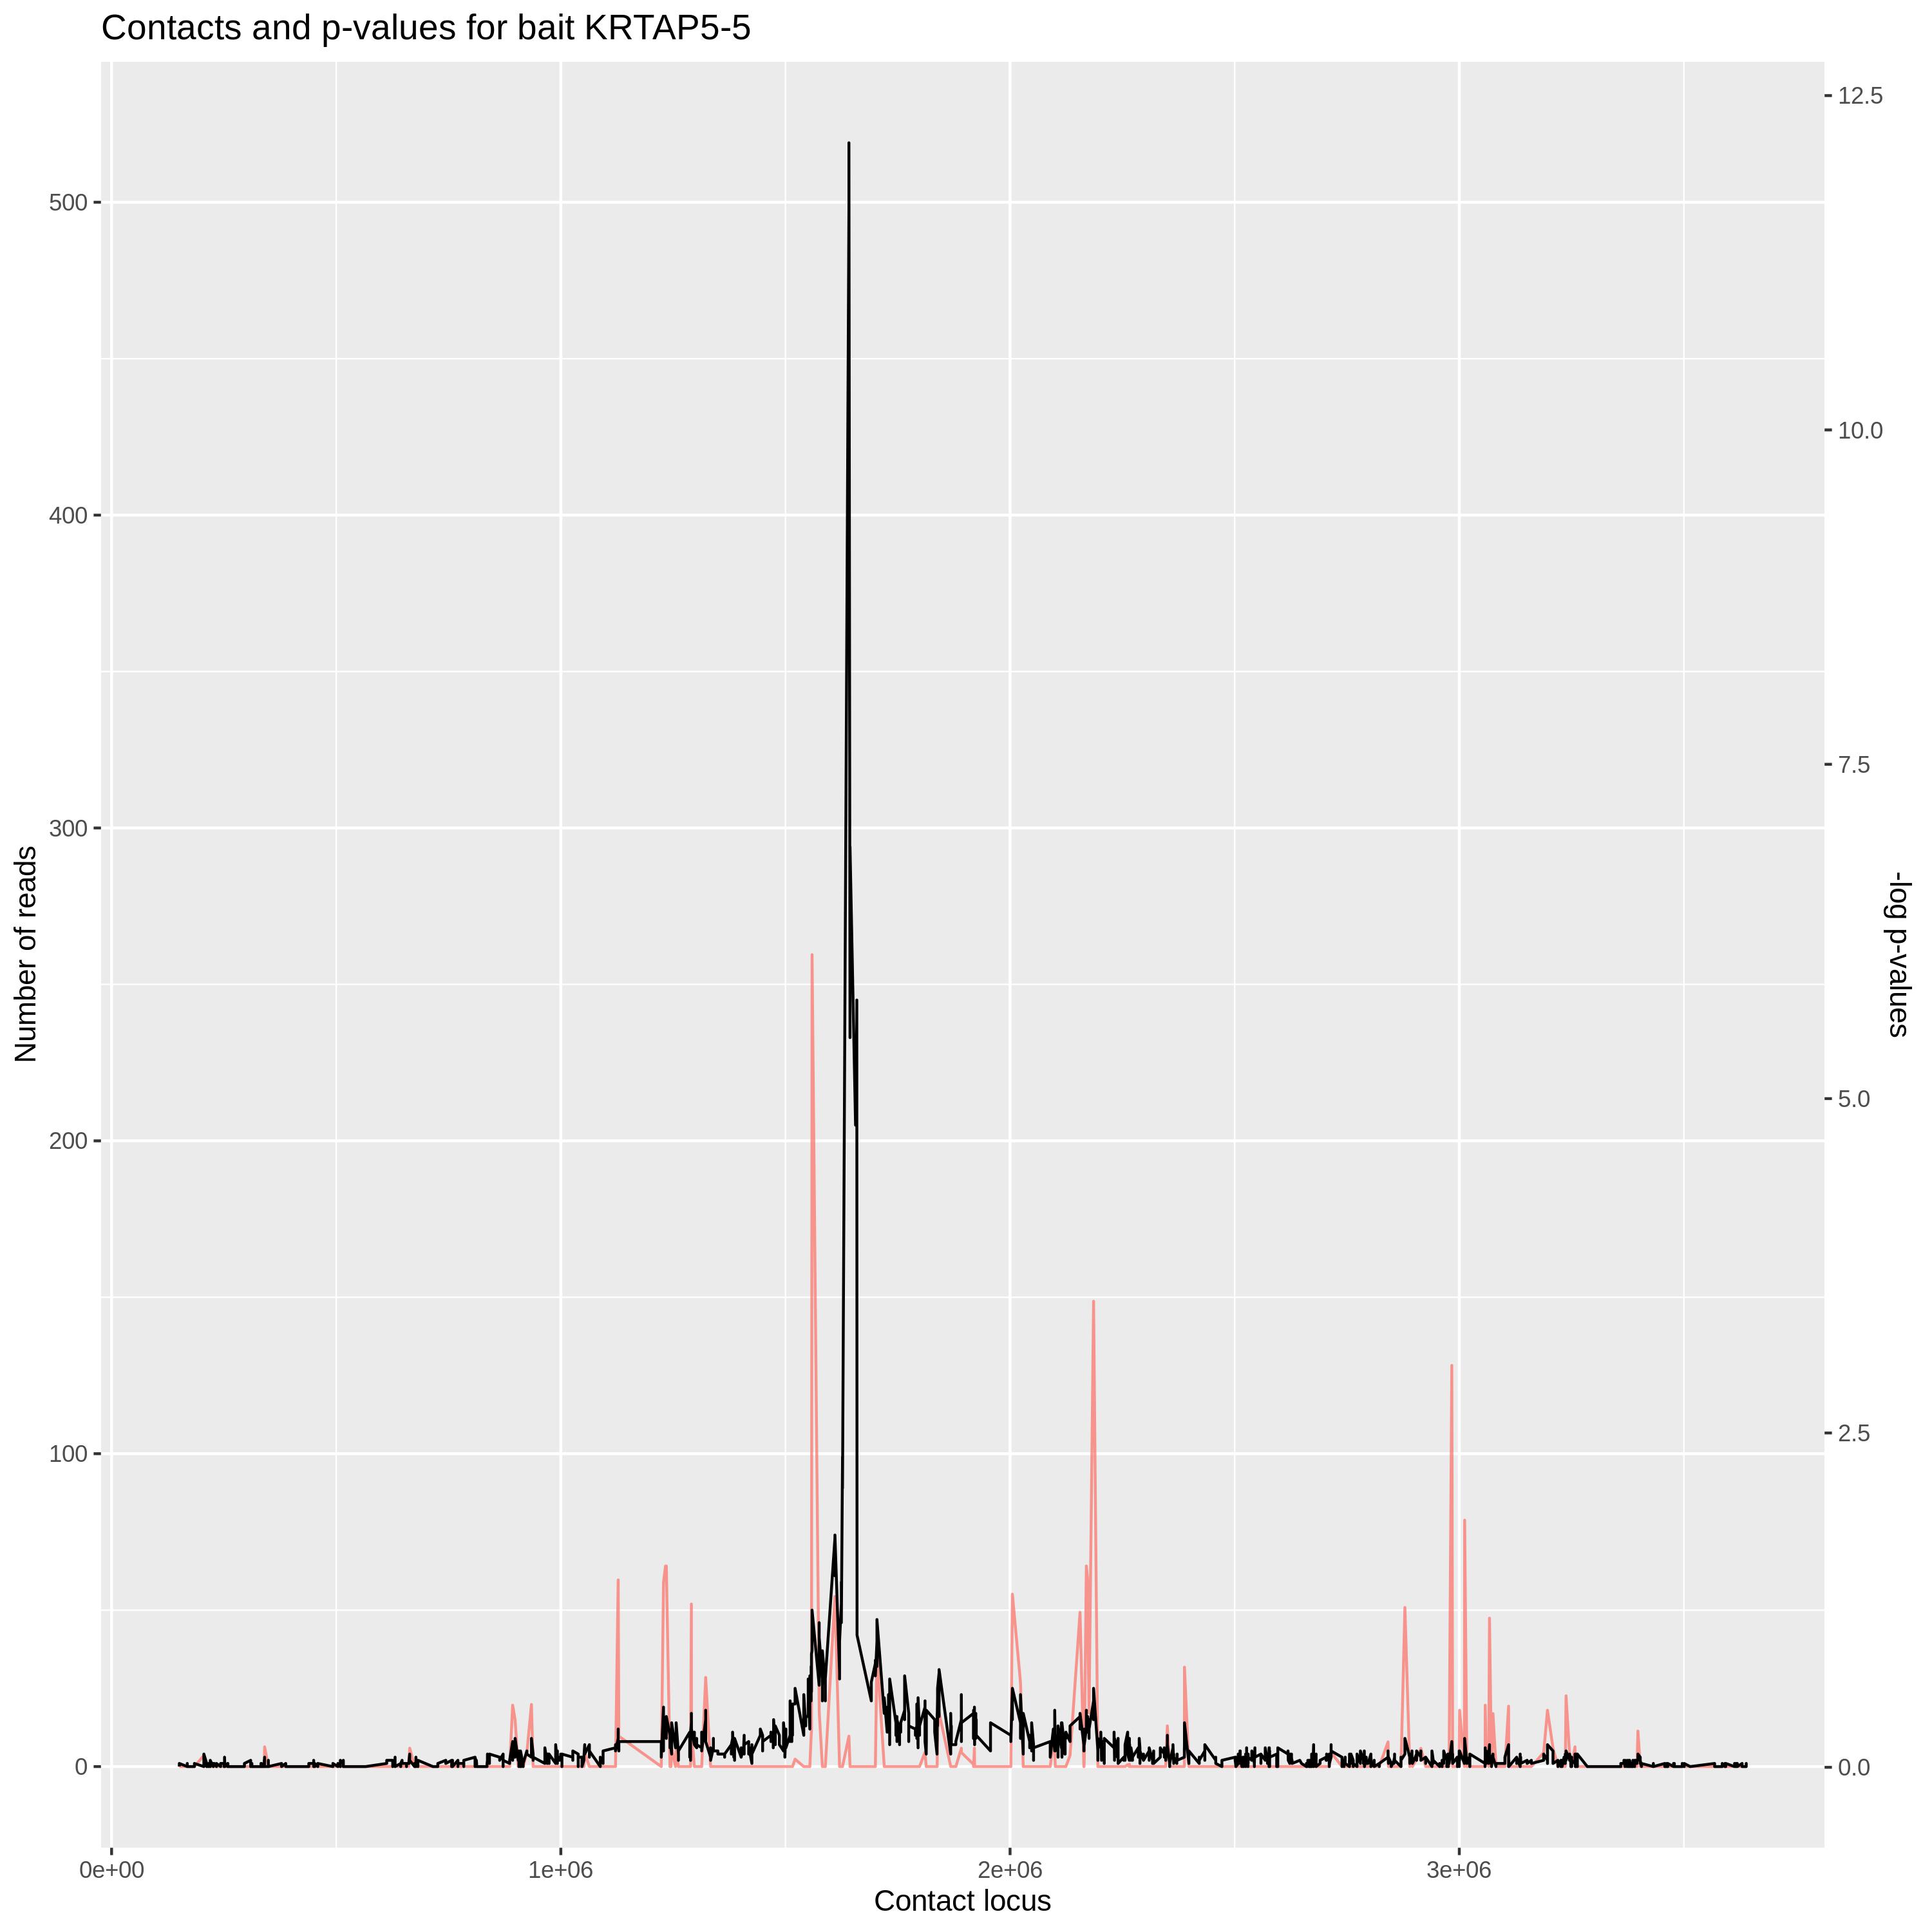 Contacts and p-values for bait KRTAP5-5
12.5
500
10.0
400
7.5
300
Number of reads
-log p-values
5.0
200
2.5
100
0
0.0
0e+00
1e+06
2e+06
3e+06
Contact locus